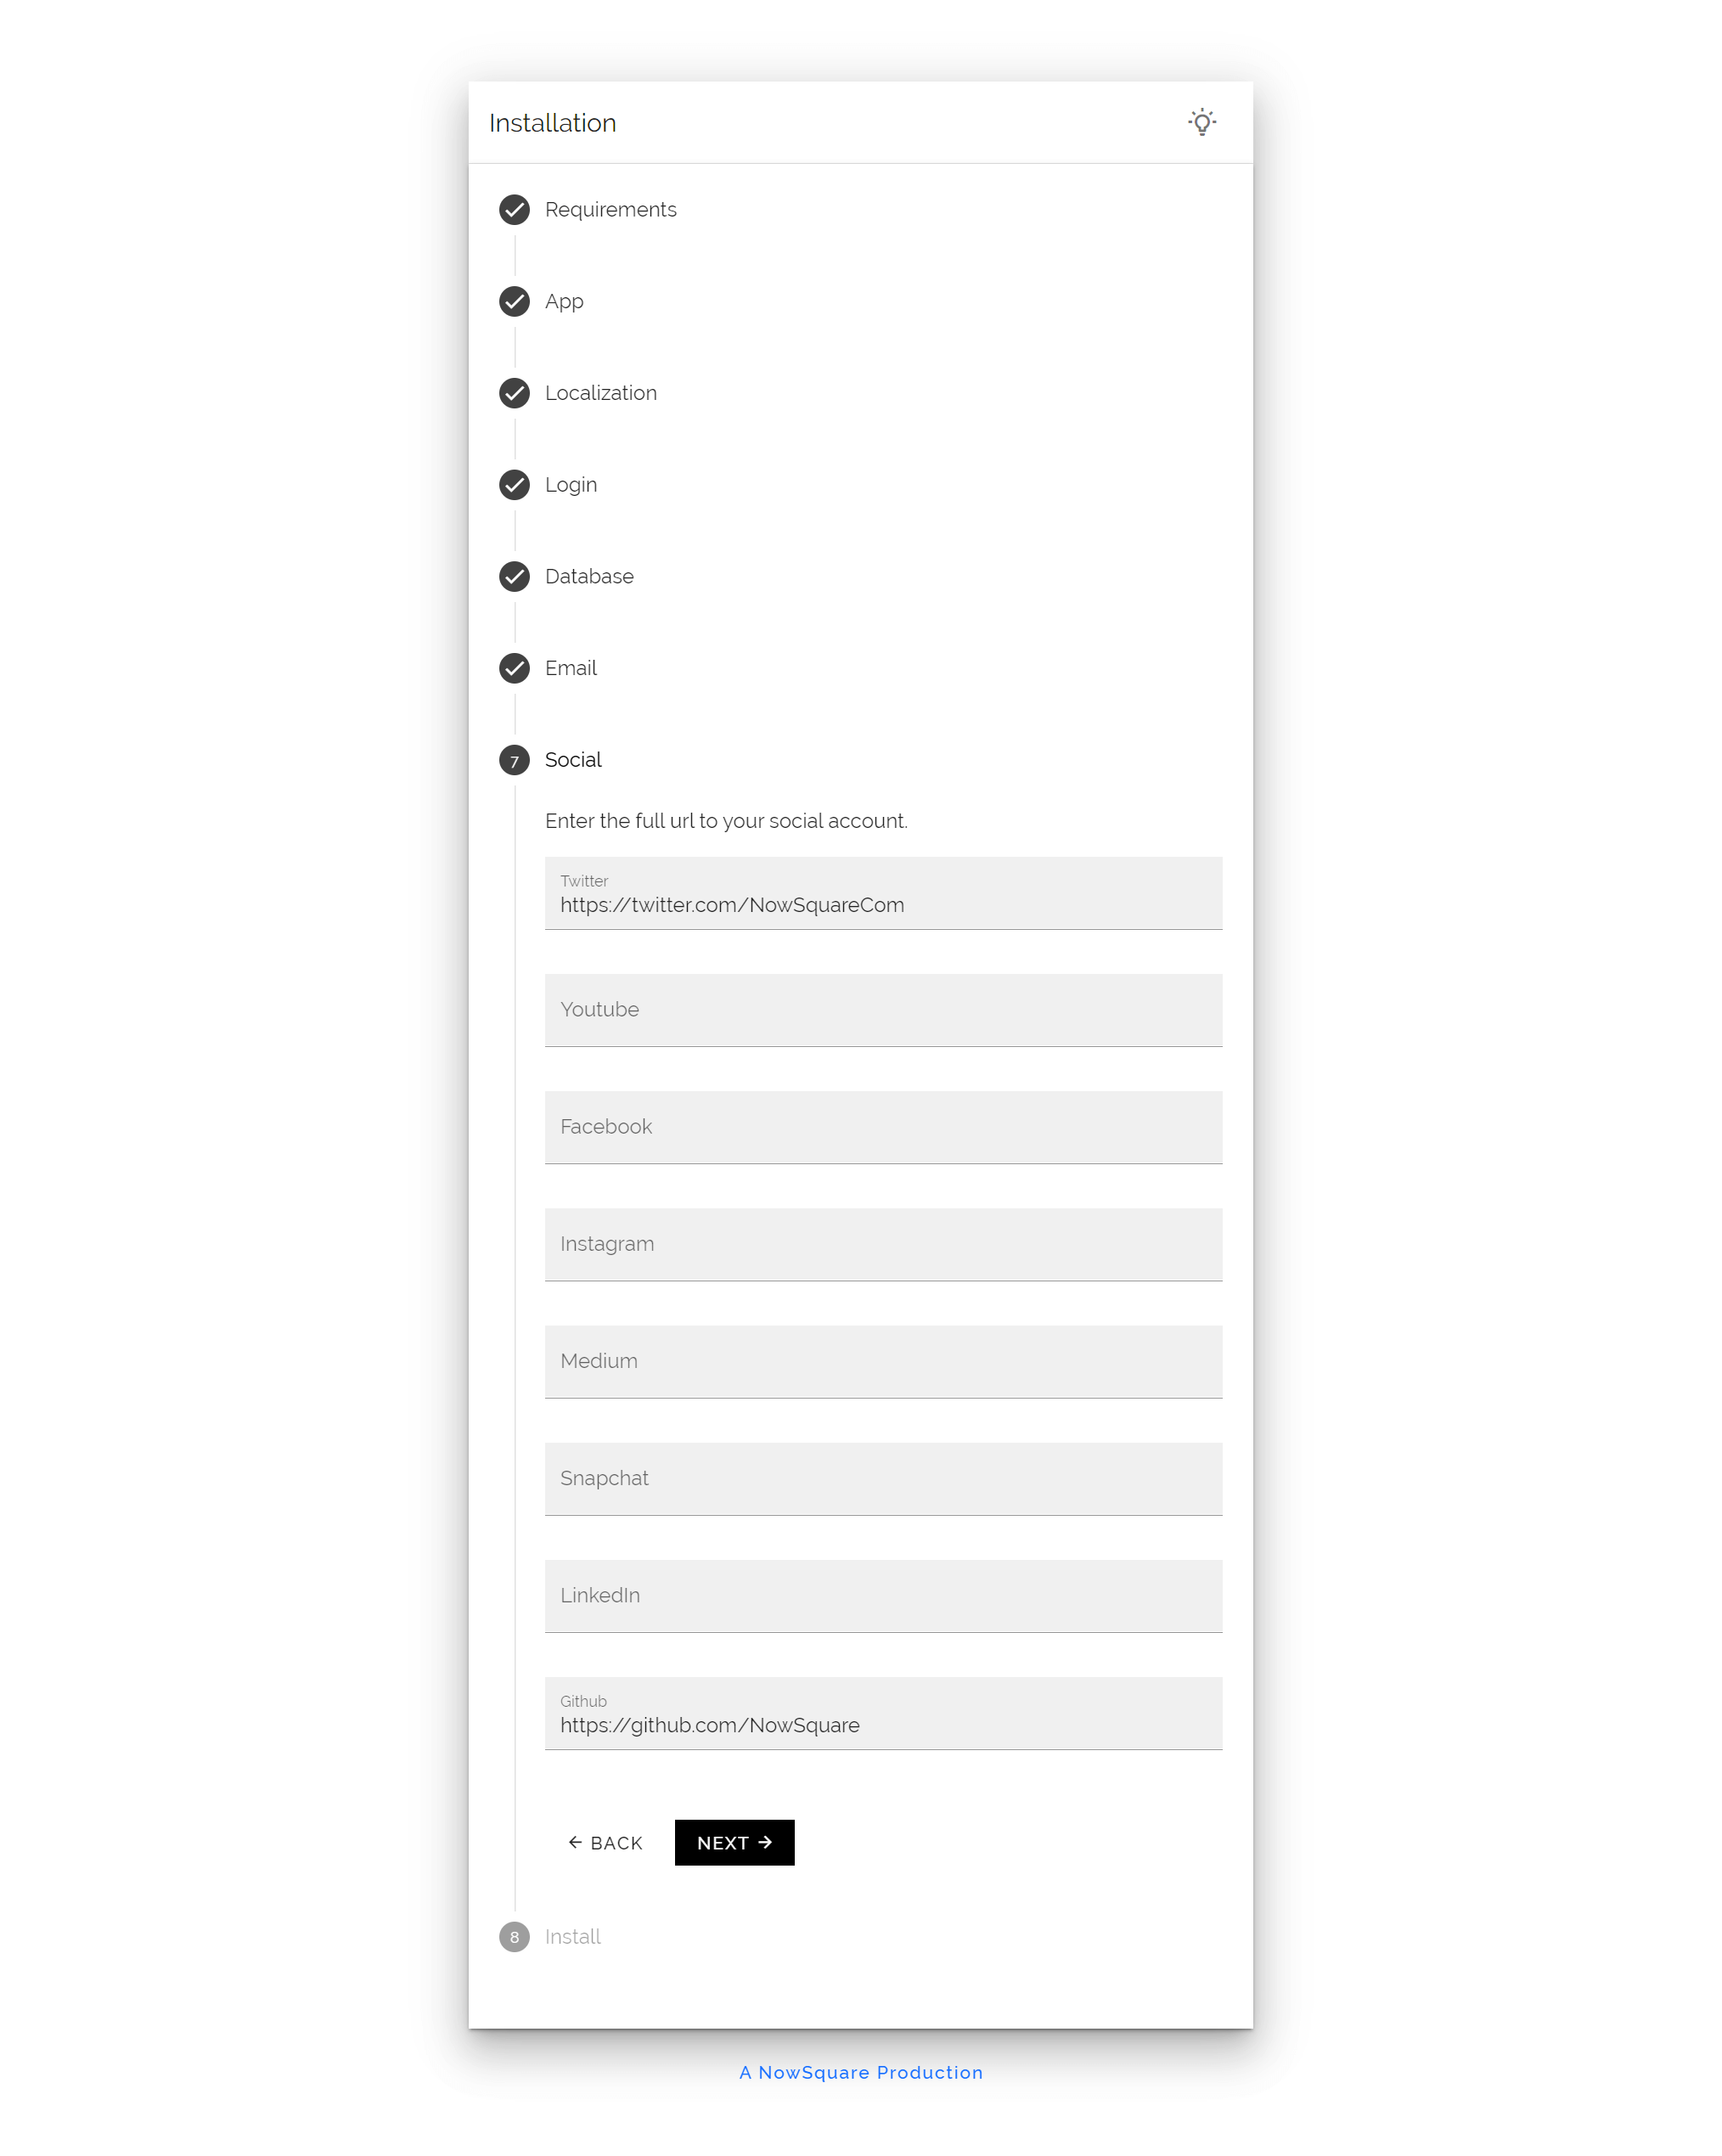 Installation
Requirements
App
Localization
Login
Database
Email
7 Social
Enter the full url to your social account.
Twitter
https://twitter.com/NowSquareCom
Youtube
Facebook
Instagram
Medium
Snapchat
LinkedIn
Github
https://github.com/NowSquare
BACK NEXT
8 Install
A NowSquare Production